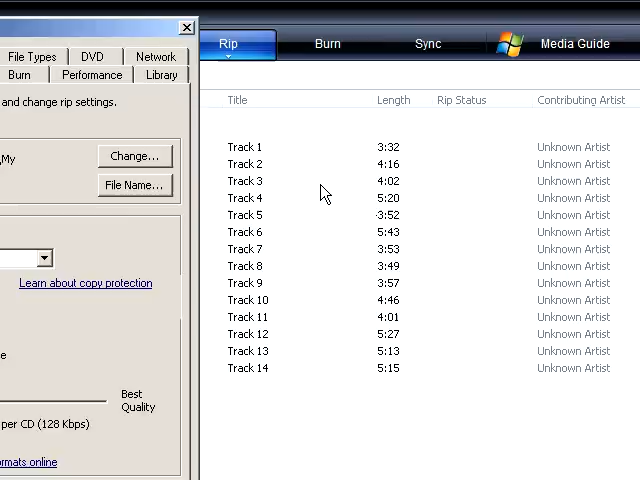 Rip Burn Sync Media Guide
File Types DVD Network
Burn Performance Library
and change rip settings.
,My Change...
File Name...
Learn about copy protection
e
Best
Quality
per CD (128 Kbps)
ormats online
Title Length Rip Status Contributing Artist
Track 1 3:32 Unknown Artist
Track 2 4:16 Unknown Artist
Track 3 4:02 Unknown Artist
Track 4 5:20 Unknown Artist
Track 5 3:52 Unknown Artist
Track 6 5:43 Unknown Artist
Track 7 3:53 Unknown Artist
Track 8 3:49 Unknown Artist
Track 9 3:57 Unknown Artist
Track 10 4:46 Unknown Artist
Track 11 4:01 Unknown Artist
Track 12 5:27 Unknown Artist
Track 13 5:13 Unknown Artist
Track 14 5:15 Unknown Artist